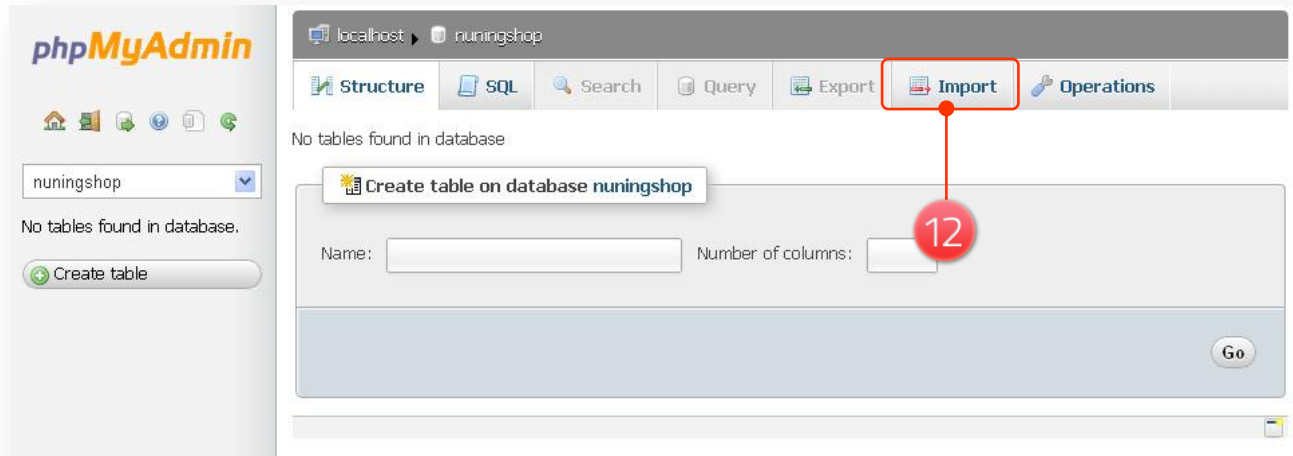 phpMyAdmin
nuningshop
No tables found in database.
Create table
localhost nuningshop
Structure SQL Search Query Export Import Operations
No tables found in database
Create table on database nuningshop
Name: Number of columns:
12
Go